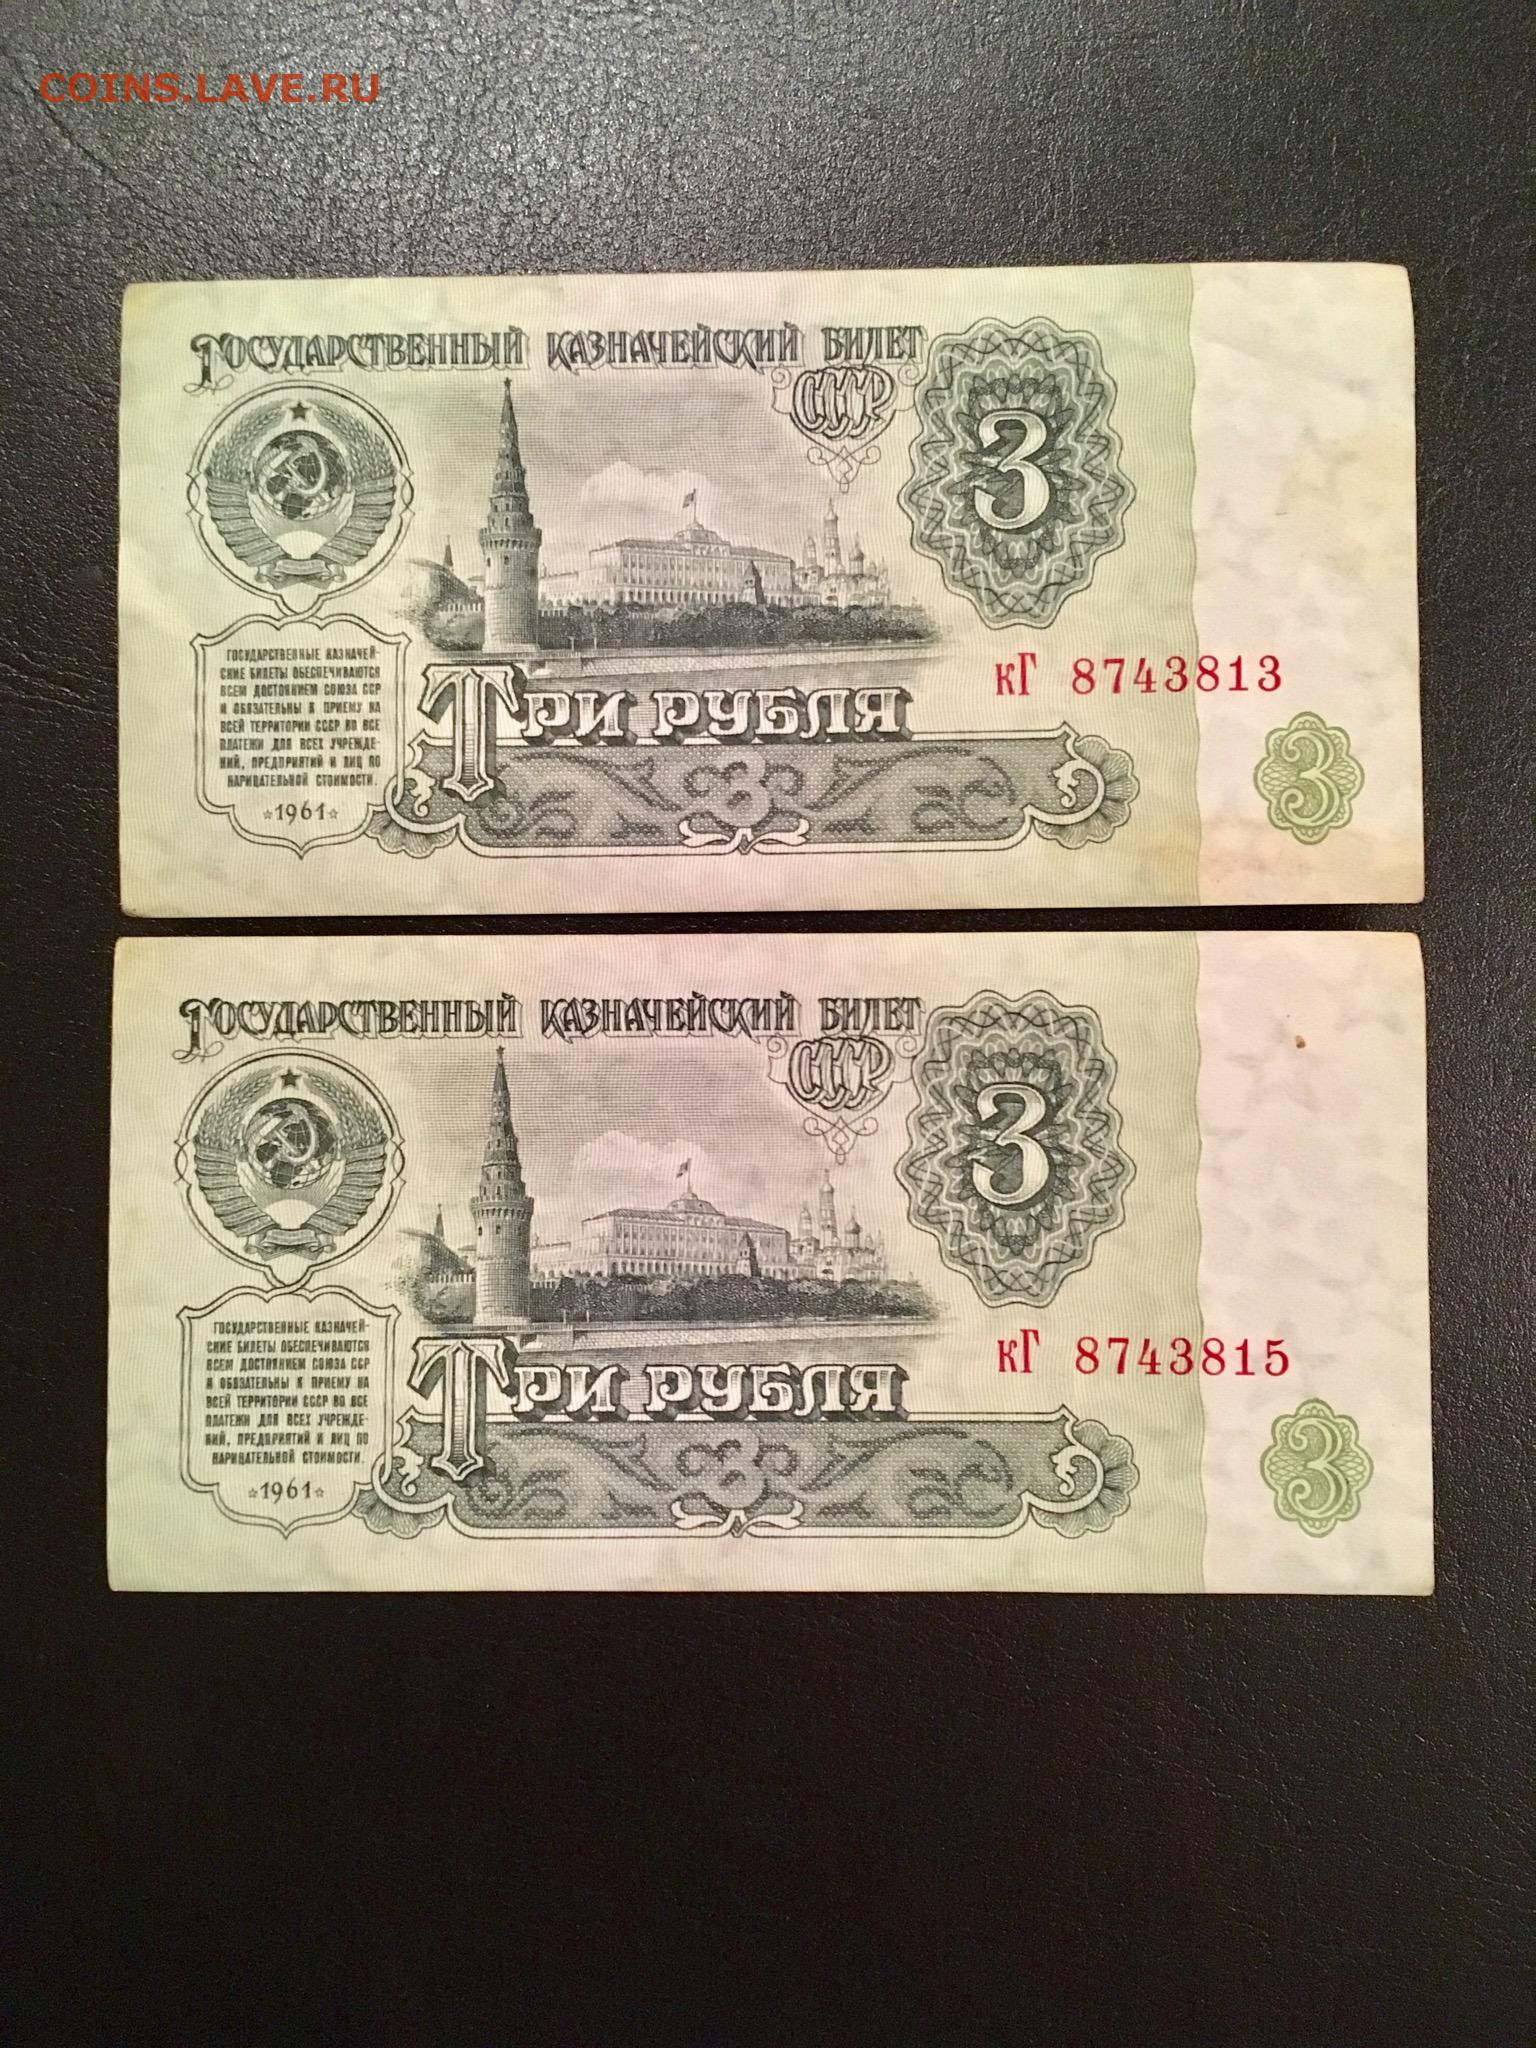 COINS.LAVE.RU
Государственный казначейский билет
СССР
3
ГОСУДАРСТВЕННЫЕ КАЗНАЧЕЙ-
СКИЕ БИЛЕТЫ ОБЕСПЕЧИВАЮТСЯ
ВСЕМ ДОСТОЯНИЕМ СОЮЗА ССР
И ОБЯЗАТЕЛЬНЫ К ПРИЕМУ НА
ВСЕЙ ТЕРРИТОРИИ СССР ВО ВСЕ
ПЛАТЕЖИ ДЛЯ ВСЕХ УЧРЕЖДЕ-
НИЙ, ПРЕДПРИЯТИЙ И ЛИЦ ПО
НАРИЦАТЕЛЬНОЙ СТОИМОСТИ.
1961
кГ 8743813
Три рубля
3
3
Государственный казначейский билет
СССР
3
ГОСУДАРСТВЕННЫЕ КАЗНАЧЕЙ-
СКИЕ БИЛЕТЫ ОБЕСПЕЧИВАЮТСЯ
ВСЕМ ДОСТОЯНИЕМ СОЮЗА ССР
И ОБЯЗАТЕЛЬНЫ К ПРИЕМУ НА
ВСЕЙ ТЕРРИТОРИИ СССР ВО ВСЕ
ПЛАТЕЖИ ДЛЯ ВСЕХ УЧРЕЖДЕ-
НИЙ, ПРЕДПРИЯТИЙ И ЛИЦ ПО
НАРИЦАТЕЛЬНОЙ СТОИМОСТИ.
1961
кГ 8743815
Три рубля
3
3